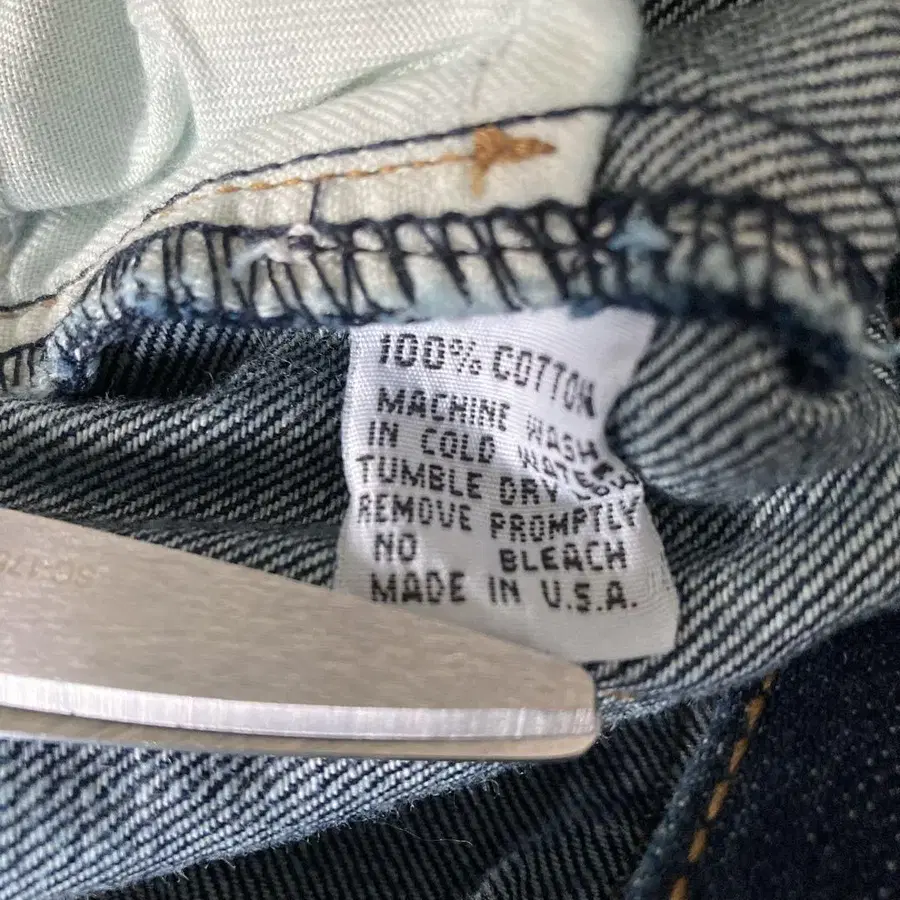 100% COTTON
MACHINE WASH
IN COLD WATER
TUMBLE DRY LOW
REMOVE PROMPTLY
NO BLEACH
MADE IN U.S.A.